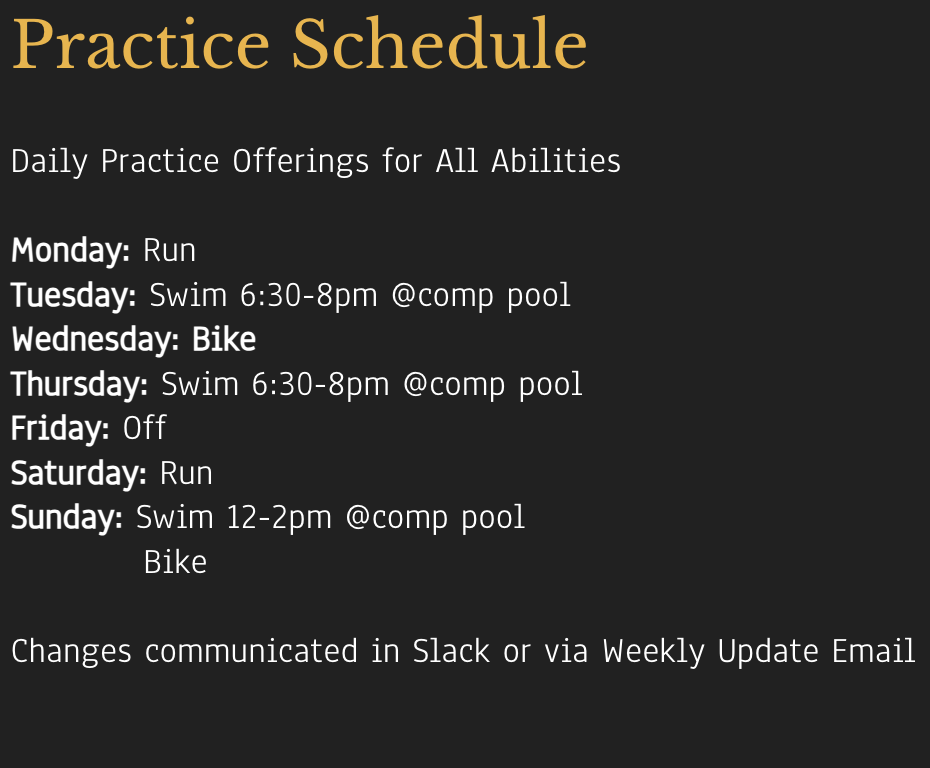 Practice Schedule
Daily Practice Offerings for All Abilities
Monday: Run
Tuesday: Swim 6:30-8pm @comp pool
Wednesday: Bike
Thursday: Swim 6:30-8pm @comp pool
Friday: Off
Saturday: Run
Sunday: Swim 12-2pm @comp pool
Bike
Changes communicated in Slack or via Weekly Update Email